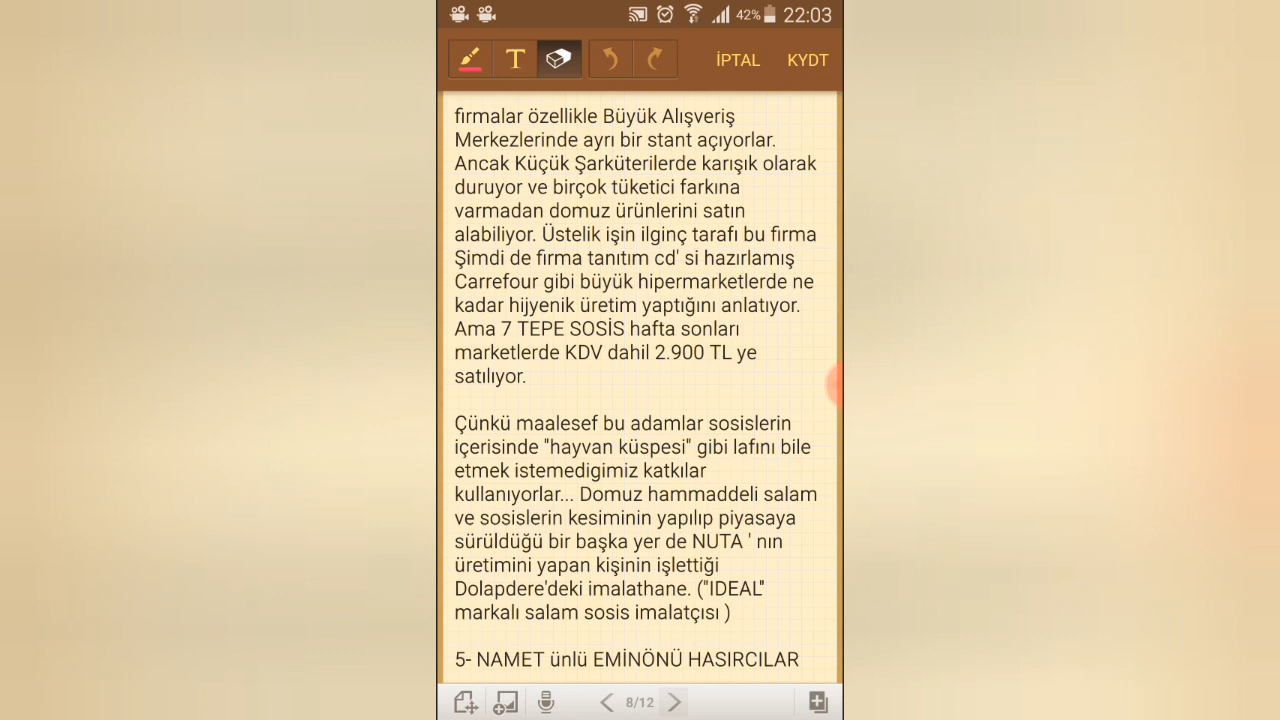 42% 22:03
T İPTAL KYDT
firmalar özellikle Büyük Alışveriş
Merkezlerinde ayrı bir stant açıyorlar.
Ancak Küçük Şarküterilerde karışık olarak
duruyor ve birçok tüketici farkına
varmadan domuz ürünlerini satın
alabiliyor. Üstelik işin ilginç tarafı bu firma
Şimdi de firma tanıtım cd' si hazırlamış
Carrefour gibi büyük hipermarketlerde ne
kadar hijyenik üretim yaptığını anlatıyor.
Ama 7 TEPE SOSİS hafta sonları
marketlerde KDV dahil 2.900 TL ye
satılıyor.
Çünkü maalesef bu adamlar sosislerin
içerisinde "hayvan küspesi" gibi lafını bile
etmek istemedigimiz katkılar
kullanıyorlar... Domuz hammaddeli salam
ve sosislerin kesiminin yapılıp piyasaya
sürüldüğü bir başka yer de NUTA ' nın
üretimini yapan kişinin işlettiği
Dolapdere'deki imalathane. ("IDEAL"
markalı salam sosis imalatçısı )
5- NAMET ünlü EMİNÖNÜ HASIRCILAR
8/12